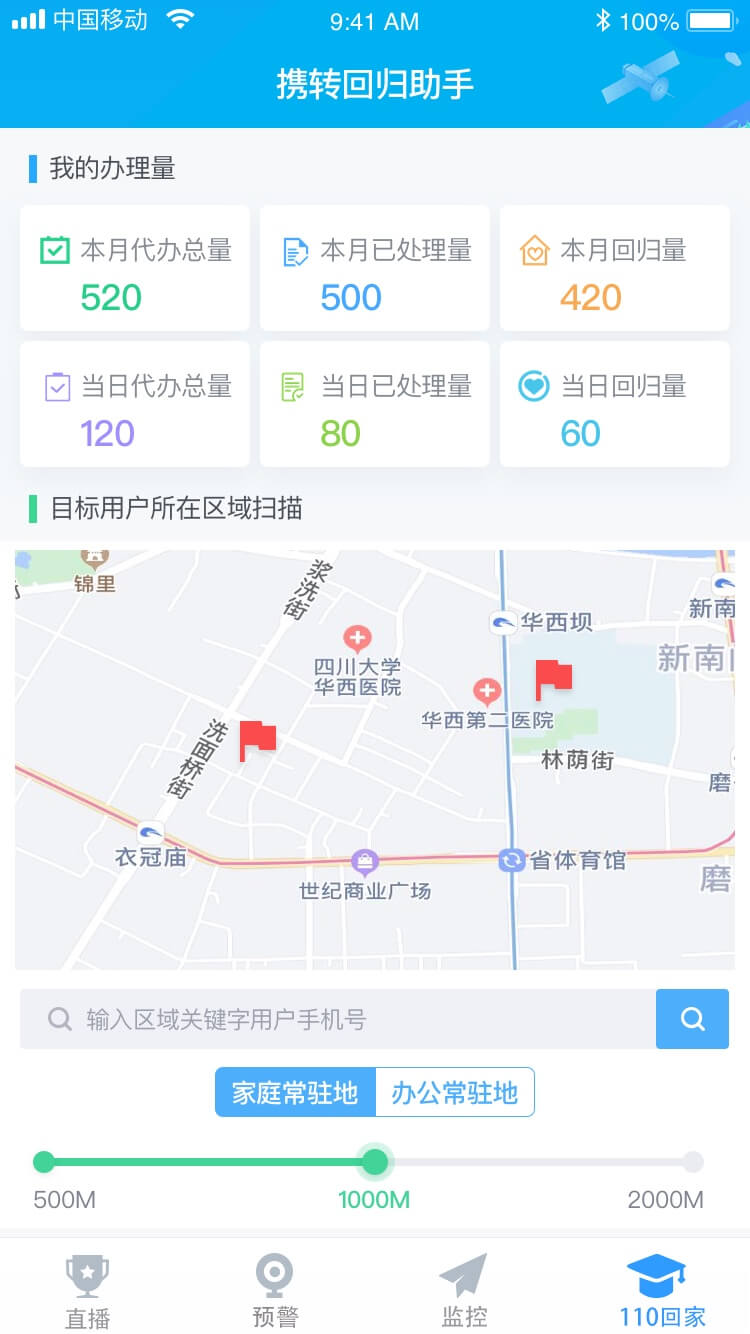 中国移动 9:41 AM 100%
携转回归助手
我的办理量
本月代办总量 本月已处理量 本月回归量
520 500 420
当日代办总量 当日已处理量 当日回归量
120 80 60
目标用户所在区域扫描
锦里
浆洗街
华西坝
新南
四川大学
华西医院
新南
华西第二医院
洗面桥街
林荫街
磨
衣冠庙
省体育馆
世纪商业广场
磨
输入区域关键字用户手机号
家庭常驻地 办公常驻地
500M 1000M 2000M
直播 预警 监控 110回家